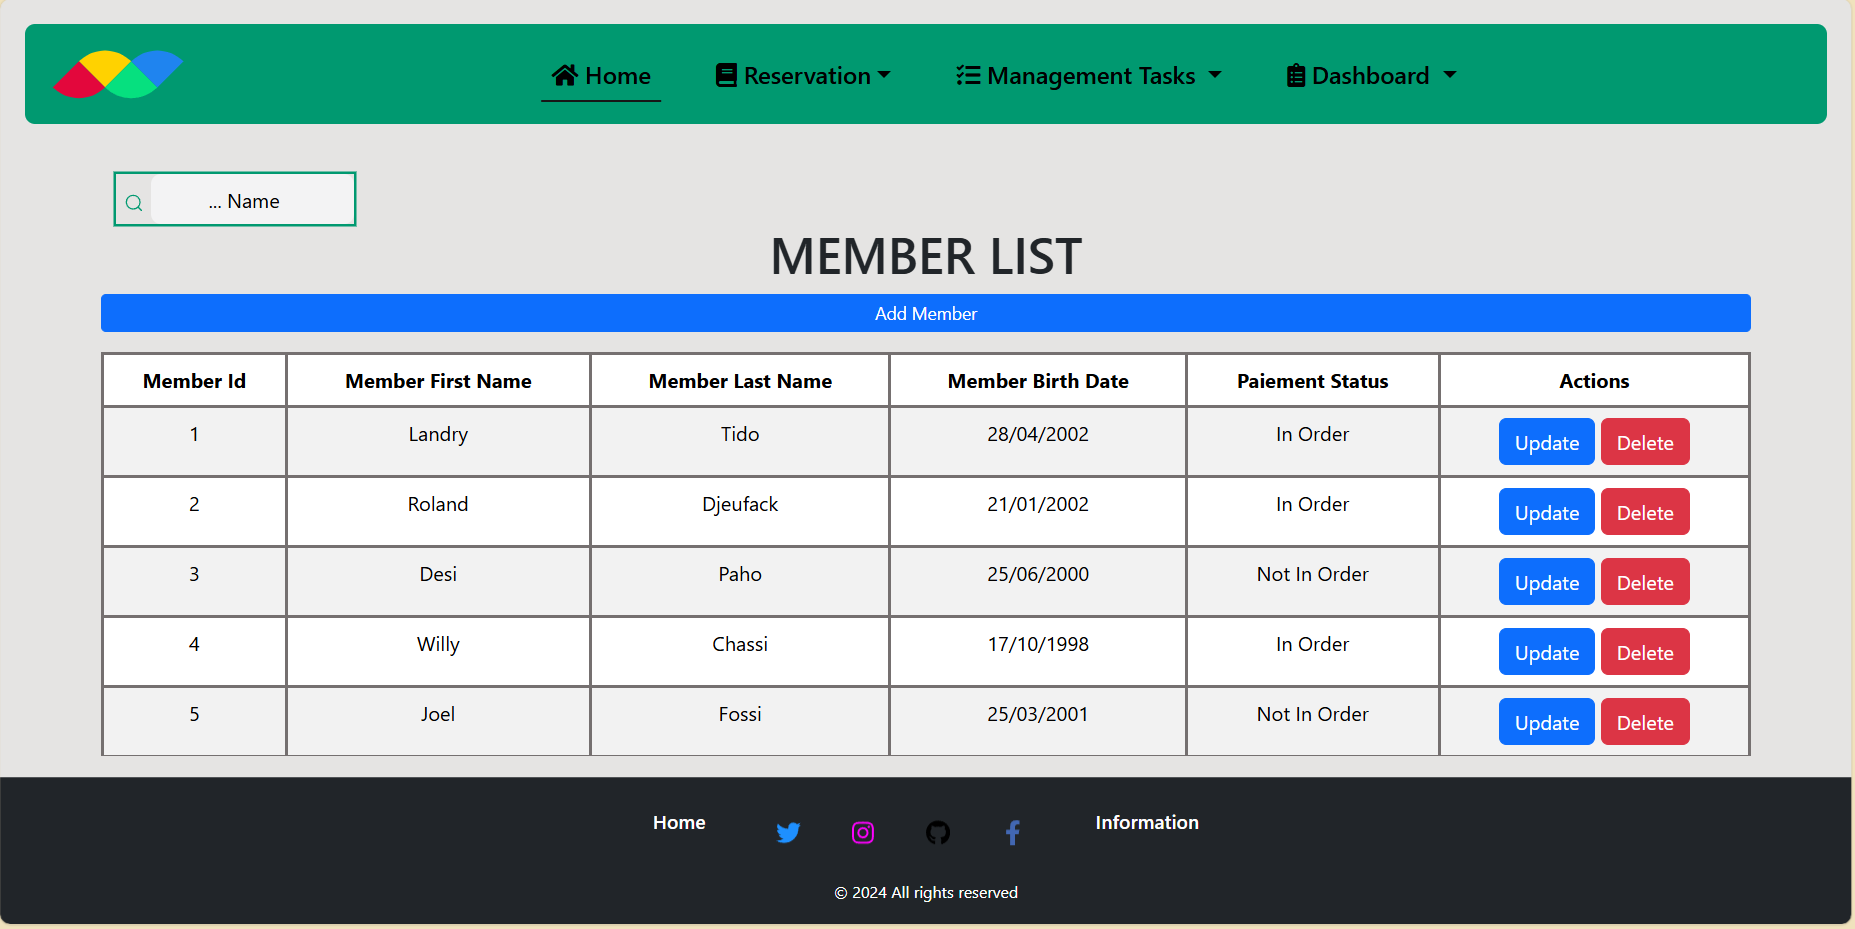 Home Reservation Management Tasks Dashboard
... Name
MEMBER LIST
Add Member
Member Id Member First Name Member Last Name Member Birth Date Paiement Status Actions
1 Landry Tido 28/04/2002 In Order Update Delete
2 Roland Djeufack 21/01/2002 In Order Update Delete
3 Desi Paho 25/06/2000 Not In Order Update Delete
4 Willy Chassi 17/10/1998 In Order Update Delete
5 Joel Fossi 25/03/2001 Not In Order Update Delete
Home Information
© 2024 All rights reserved